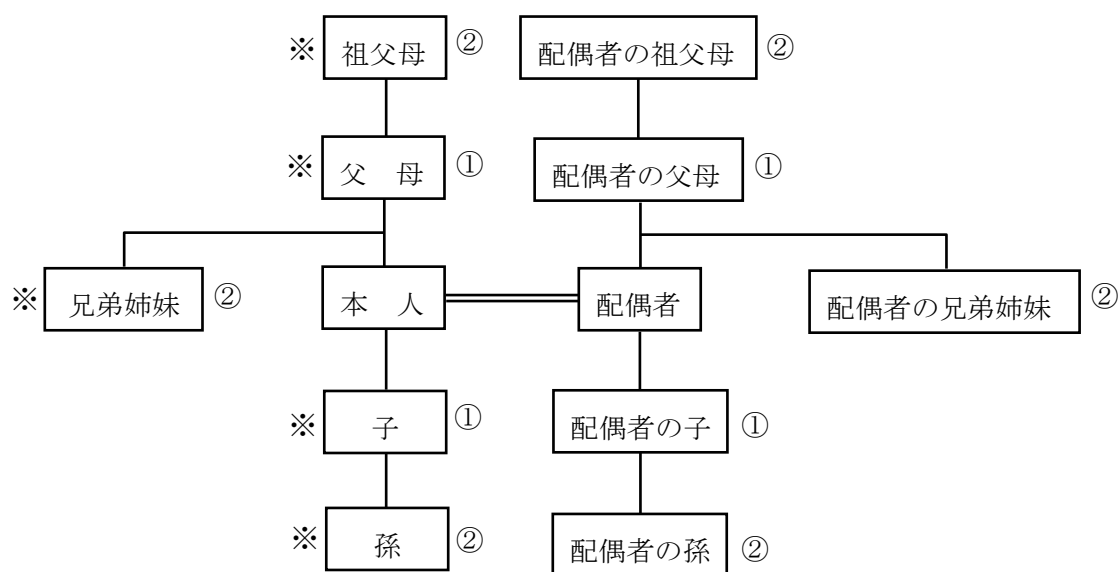 ※ 祖父母 ② 配偶者の祖父母 ②
※ 父 母 ① 配偶者の父母 ①
※ 兄弟姉妹 ② 本 人 配偶者 配偶者の兄弟姉妹 ②
※ 子 ① 配偶者の子 ①
※ 孫 ② 配偶者の孫 ②